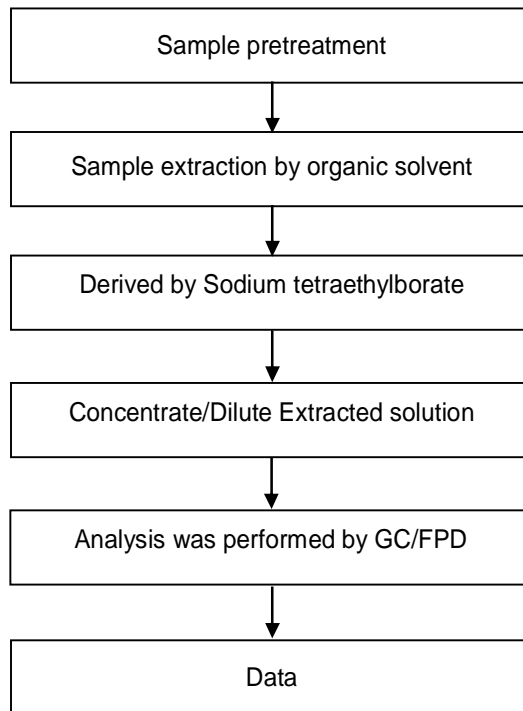 Sample pretreatment
Sample extraction by organic solvent
Derived by Sodium tetraethylborate
Concentrate/Dilute Extracted solution
Analysis was performed by GC/FPD
Data